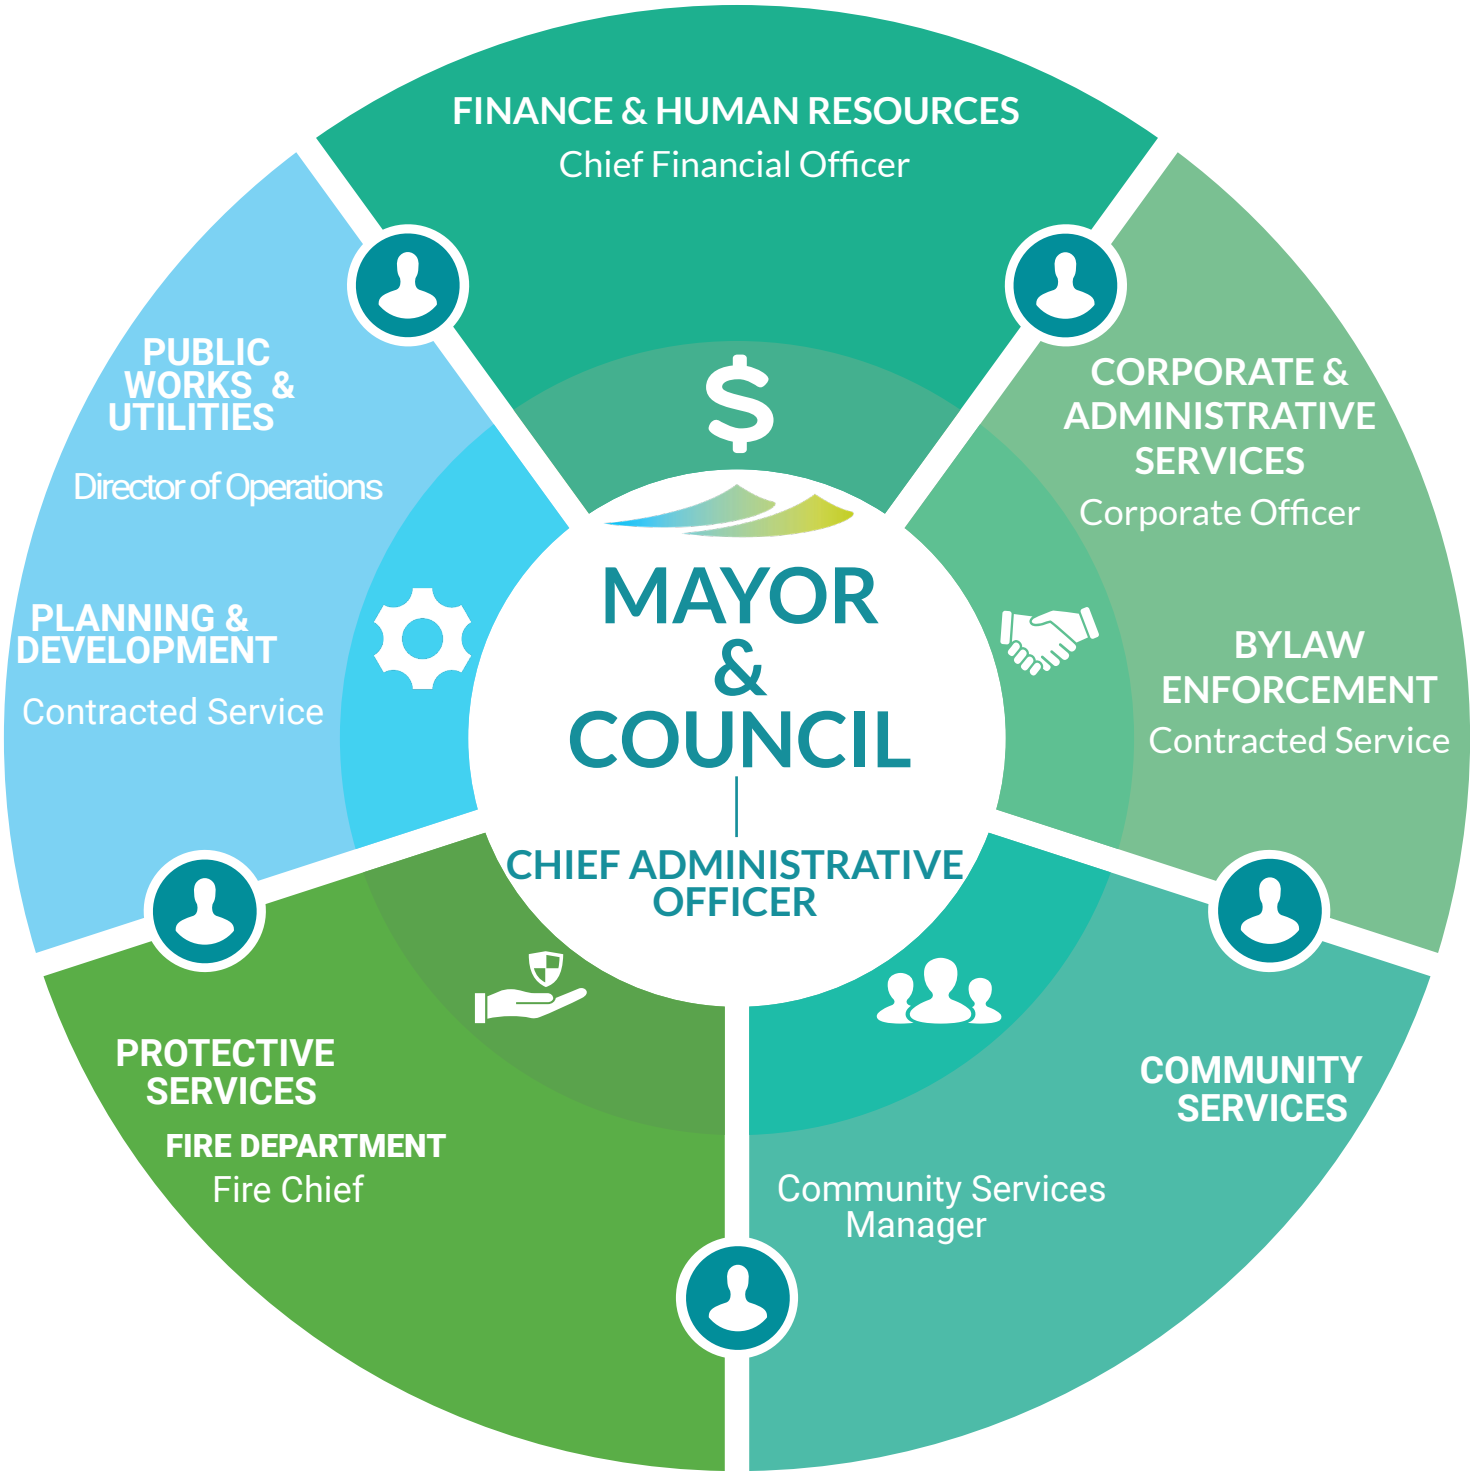 FINANCE & HUMAN RESOURCES
Chief Financial Officer
CORPORATE &
ADMINISTRATIVE
SERVICES
Corporate Officer
BYLAW
ENFORCEMENT
Contracted Service
COMMUNITY
SERVICES
Community Services
Manager
PROTECTIVE
SERVICES
FIRE DEPARTMENT
Fire Chief
PUBLIC
WORKS &
UTILITIES
Director of Operations
PLANNING &
DEVELOPMENT
Contracted Service
$
MAYOR
&
COUNCIL
CHIEF ADMINISTRATIVE
OFFICER